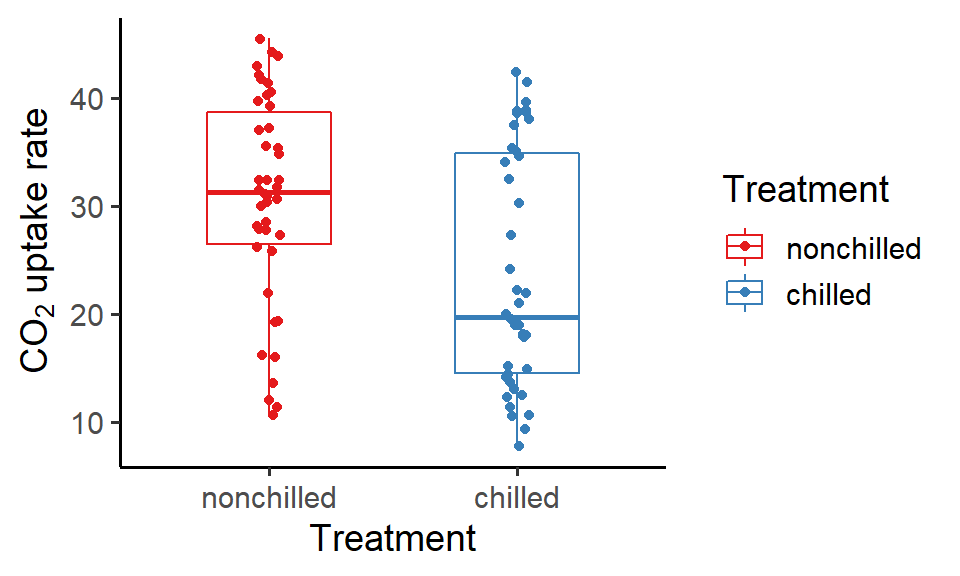 CO₂ uptake rate
40
30
20
10
nonchilled
chilled
Treatment
Treatment
nonchilled
chilled